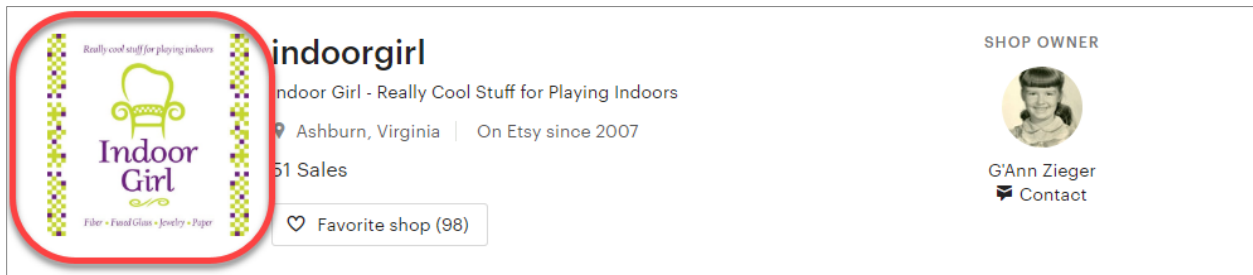 Really cool stuff for playing indoors
Indoor
Girl
Fiber • Fused Glass • Jewelry • Paper
indoorgirl
Indoor Girl - Really Cool Stuff for Playing Indoors
Ashburn, Virginia
On Etsy since 2007
51 Sales
Favorite shop (98)
SHOP OWNER
G'Ann Zieger
Contact